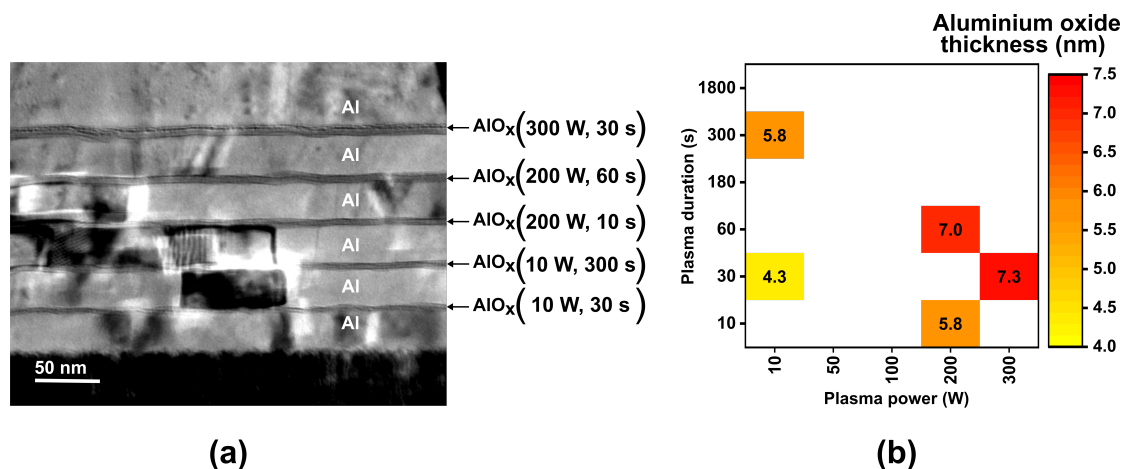 Al
AlOx(300 W, 30 s)
Al
AlOx(200 W, 60 s)
Al
AlOx(200 W, 10 s)
Al
AlOx(10 W, 300 s)
Al
AlOx(10 W, 30 s)
Al
50 nm
(a)
Aluminium oxide
thickness (nm)
Plasma duration (s)
1800
300
180
60
30
10
5.8
7.0
4.3
7.3
5.8
10
50
100
200
300
Plasma power (W)
7.5
7.0
6.5
6.0
5.5
5.0
4.5
4.0
(b)